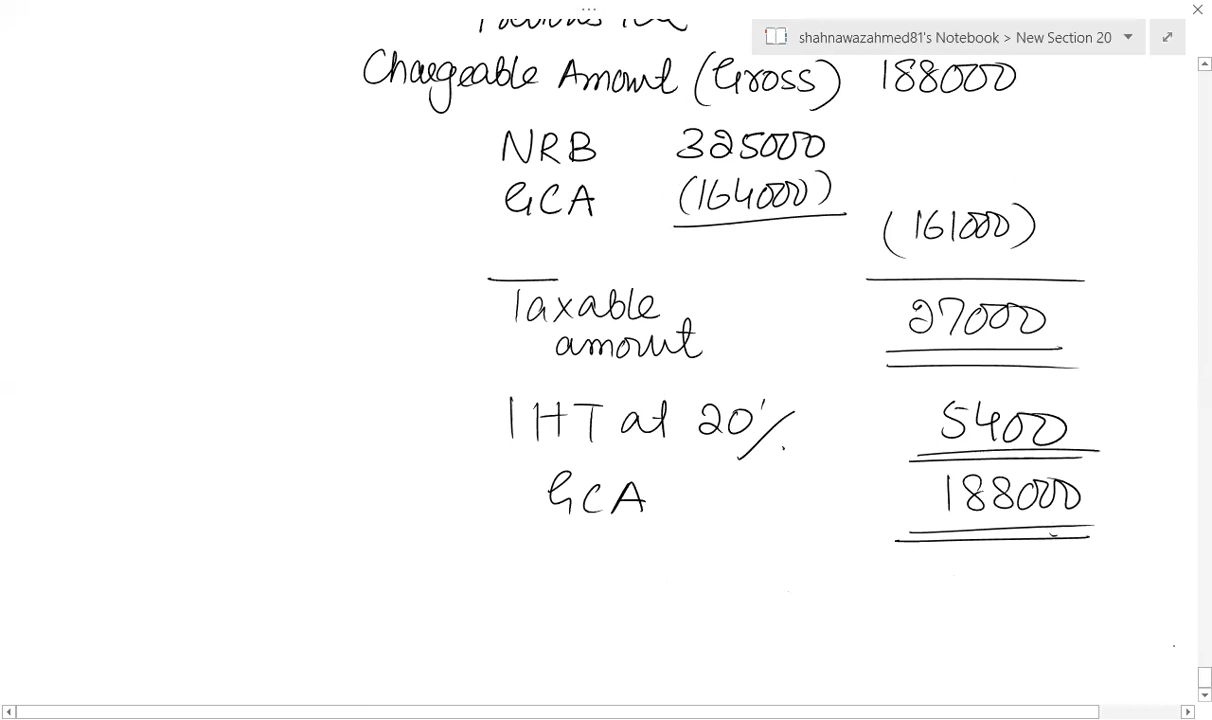 shahnawazahmed81's Notebook > New Section 20
Chargeable Amount (Gross) 188000
NRB 325000
GCA (164000)
(161000)
Taxable 27000
amount
IHT at 20% 5400
GCA 188000